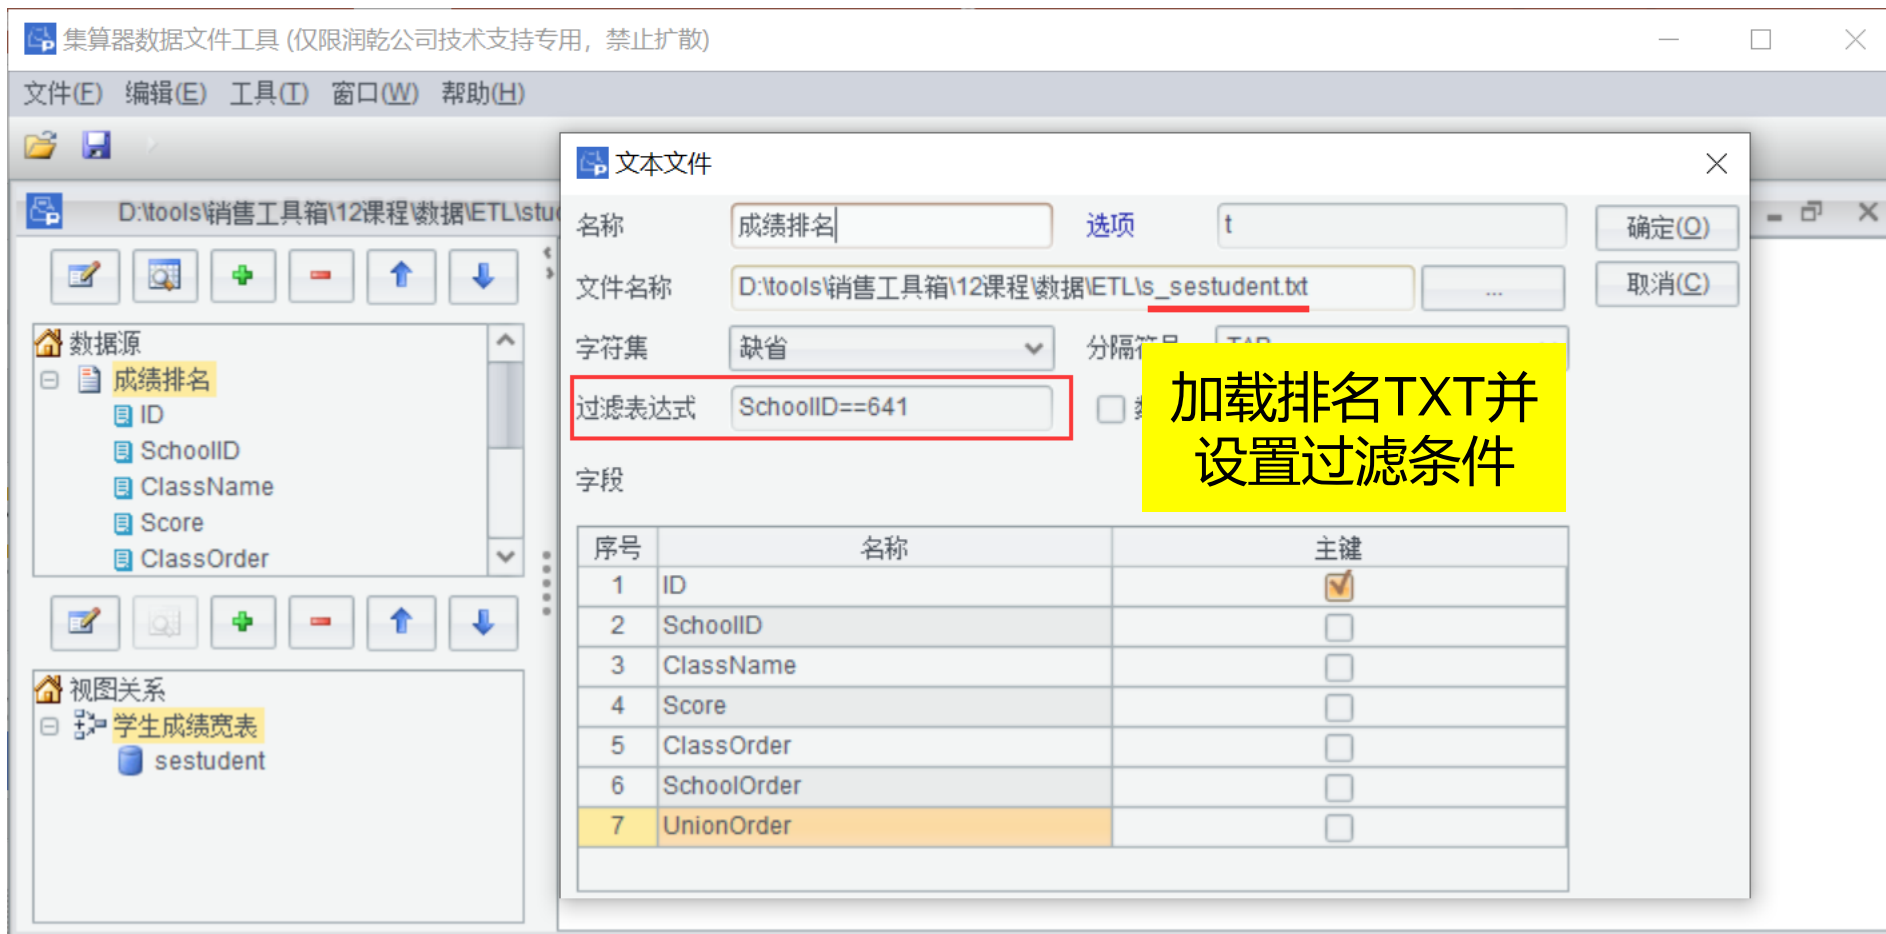 集算器数据文件工具 (仅限润乾公司技术支持专用，禁止扩散)
文件(F) 编辑(E) 工具(T) 窗口(W) 帮助(H)
D:\tools\销售工具箱\12课程\数据\ETL\stu
数据源
成绩排名
ID
SchoolID
ClassName
Score
ClassOrder
视图关系
学生成绩宽表
sestudent
文本文件
名称 成绩排名 选项 t 确定(O)
文件名称 D:\tools\销售工具箱\12课程\数据\ETL\s_sestudent.txt ... 取消(C)
字符集 缺省
过滤表达式 SchoolID==641
加载排名TXT并
设置过滤条件
字段
序号 名称 主键
1 ID
2 SchoolID
3 ClassName
4 Score
5 ClassOrder
6 SchoolOrder
7 UnionOrder